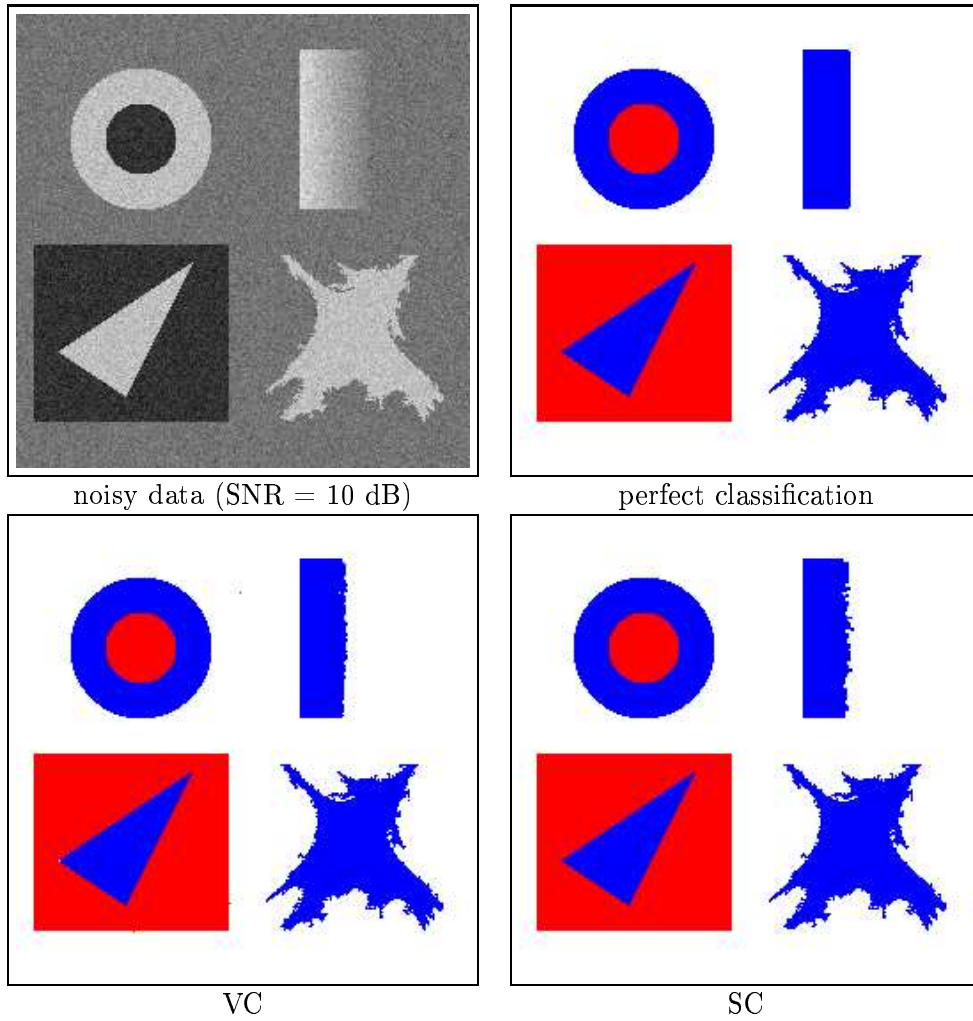 noisy data (SNR = 10 dB)
perfect classification
VC
SC